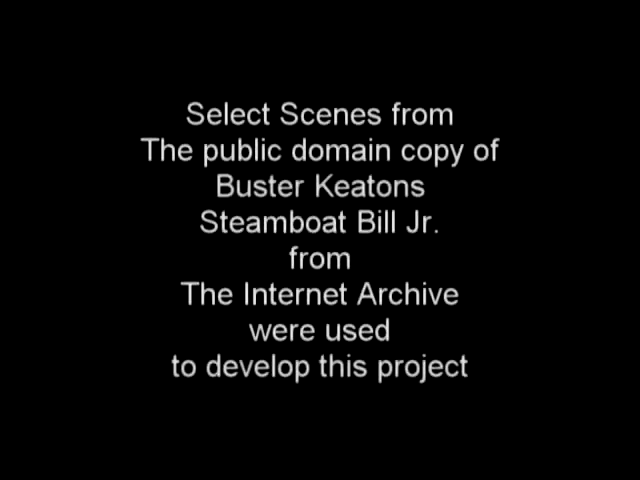 Select Scenes from
The public domain copy of
Buster Keatons
Steamboat Bill Jr.
from
The Internet Archive
were used
to develop this project